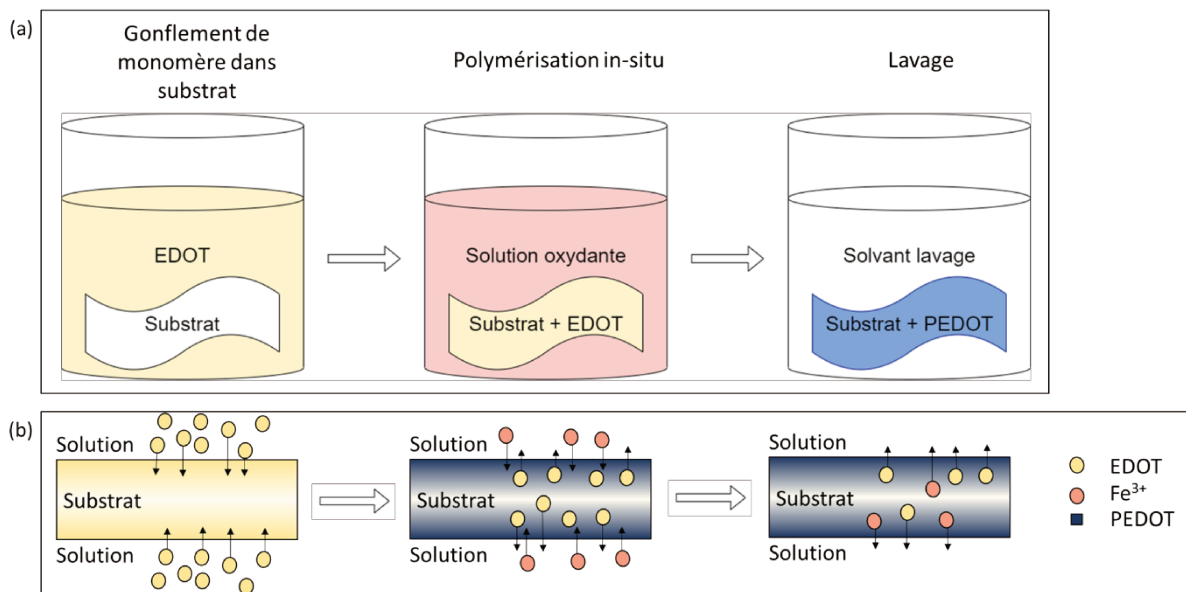 (a)
Gonflement de
monomère dans
substrat
Polymérisation in-situ
Lavage
EDOT
Substrat
Solution oxydante
Substrat + EDOT
Solvant lavage
Substrat + PEDOT
(b)
Solution
Substrat
Solution
Solution
Substrat
Solution
Solution
Substrat
Solution
EDOT
Fe³⁺
PEDOT